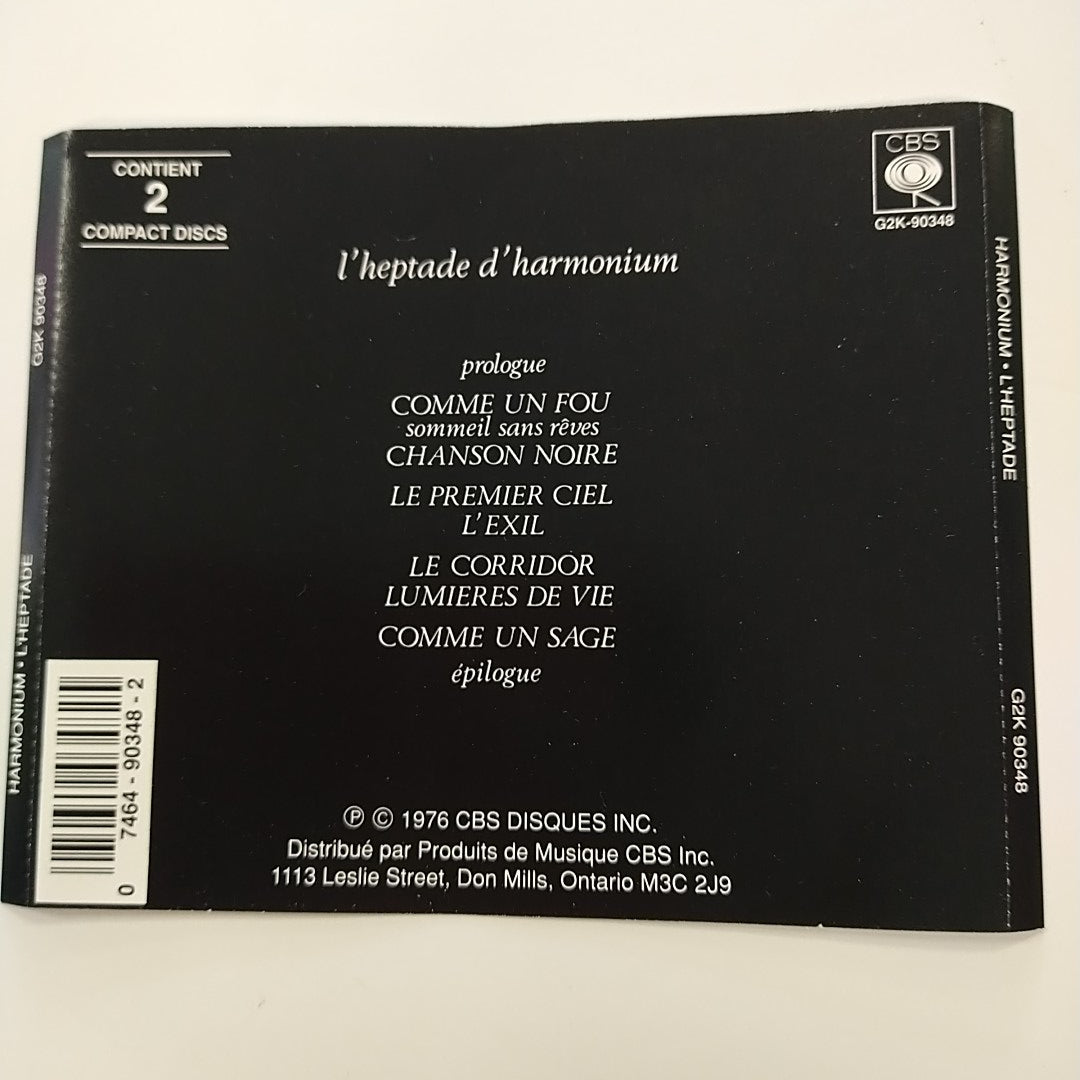 CONTIENT
2
COMPACT DISCS
CBS
G2K-90348
l'heptade d'harmonium
prologue
COMME UN FOU
sommeil sans rêves
CHANSON NOIRE
LE PREMIER CIEL
L'EXIL
LE CORRIDOR
LUMIERES DE VIE
COMME UN SAGE
épilogue
℗ © 1976 CBS DISQUES INC.
Distribué par Produits de Musique CBS Inc.
1113 Leslie Street, Don Mills, Ontario M3C 2J9
0 7464-90348-2
HARMONIUM • L'HEPTADE
G2K 90348
HARMONIUM • L'HEPTADE
G2K 90348